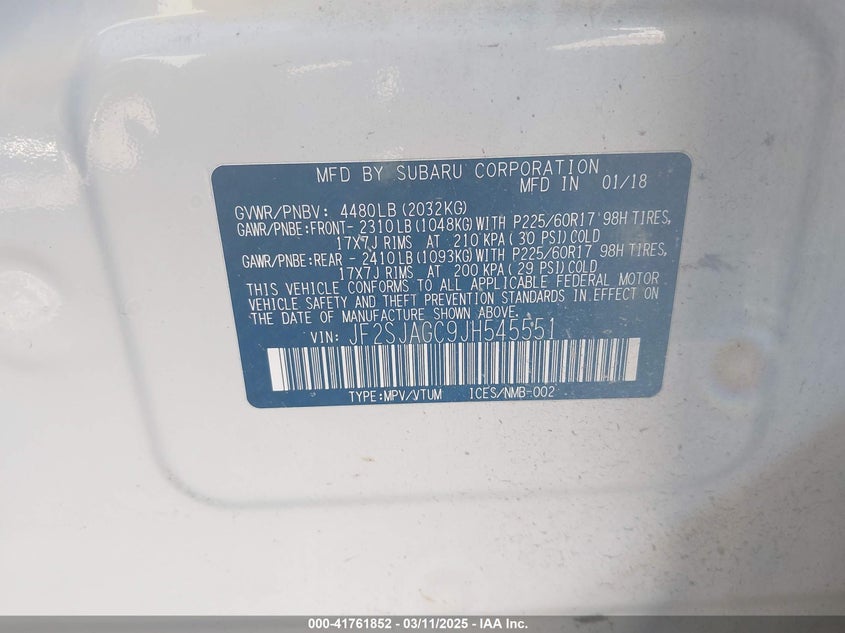 MFD BY SUBARU CORPORATION
MFD IN 01/18
GVWR/PNBV: 4480LB (2032KG)
GAWR/PNBE:FRONT- 2310LB (1048KG) WITH P225/60R17 98H TIRES,
17X7J RIMS AT 210 KPA ( 30 PSI) COLD
GAWR/PNBE:REAR - 2410LB (1093KG) WITH P225/60R17 98H TIRES,
17X7J RIMS AT 200 KPA ( 29 PSI) COLD
THIS VEHICLE CONFORMS TO ALL APPLICABLE FEDERAL MOTOR
VEHICLE SAFETY AND THEFT PREVENTION STANDARDS IN EFFECT ON
THE DATE OF MANUFACTURE SHOWN ABOVE.
VIN: JF2SJAGC9JH545551
TYPE:MPV/VTUM ICES/NMB-002
000-41761852 — 03/11/2025 — IAA Inc.